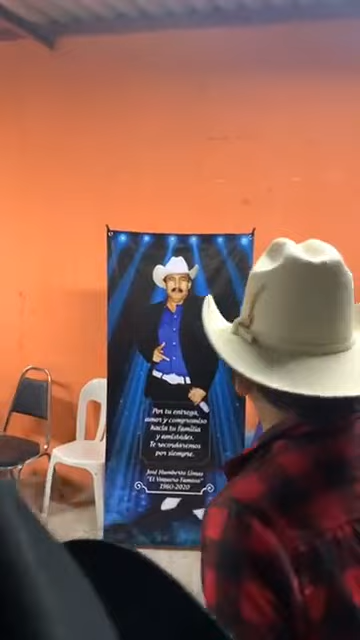 Por tu entrega,
amor y compromiso
hacia tu familia
y amistades.
Te recordaremos
por siempre.
José Humberto Limas
"El Vaquero Famoso"
1960-2020